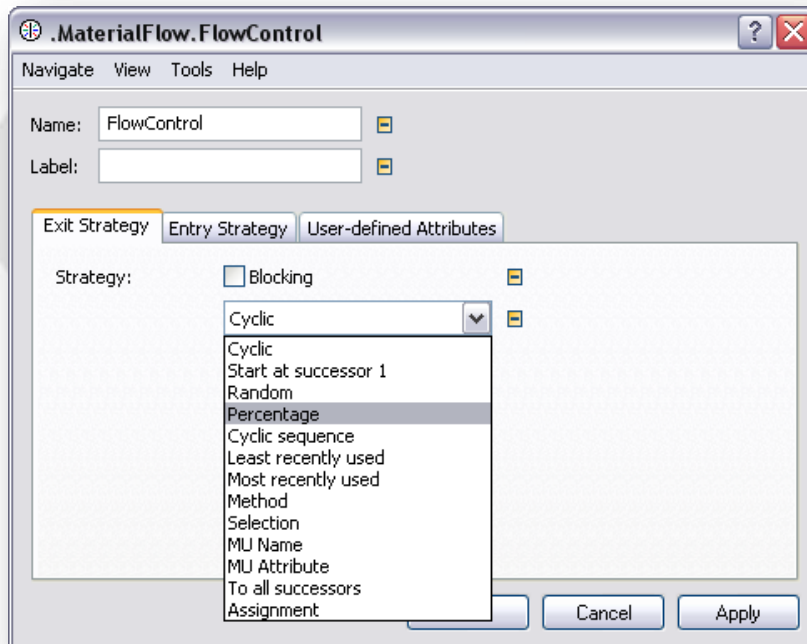 .MaterialFlow.FlowControl
Navigate View Tools Help
Name: FlowControl
Label:
Exit Strategy Entry Strategy User-defined Attributes
Strategy: Blocking
Cyclic
Cyclic
Start at successor 1
Random
Percentage
Cyclic sequence
Least recently used
Most recently used
Method
Selection
MU Name
MU Attribute
To all successors
Assignment
Cancel Apply